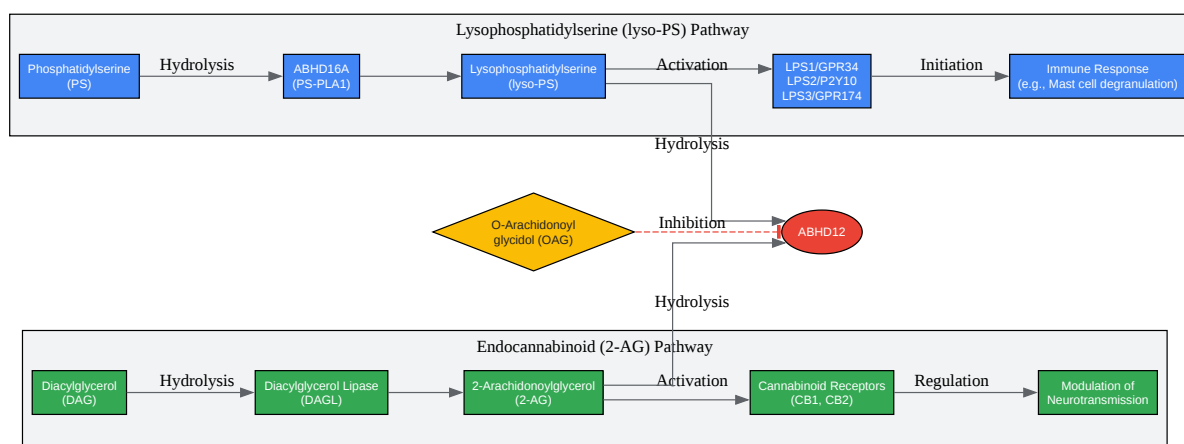 Lysophosphatidylserine (lyso-PS) Pathway
Phosphatidylserine
(PS)
Hydrolysis
ABHD16A
(PS-PLA1)
Lysophosphatidylserine
(lyso-PS)
Activation
LPS1/GPR34
LPS2/P2Y10
LPS3/GPR174
Initiation
Immune Response
(e.g., Mast cell degranulation)
Hydrolysis
O-Arachidonoyl
glycidol (OAG)
Inhibition
ABHD12
Hydrolysis
Endocannabinoid (2-AG) Pathway
Diacylglycerol
(DAG)
Hydrolysis
Diacylglycerol Lipase
(DAGL)
2-Arachidonoylglycerol
(2-AG)
Activation
Cannabinoid Receptors
(CB1, CB2)
Regulation
Modulation of
Neurotransmission